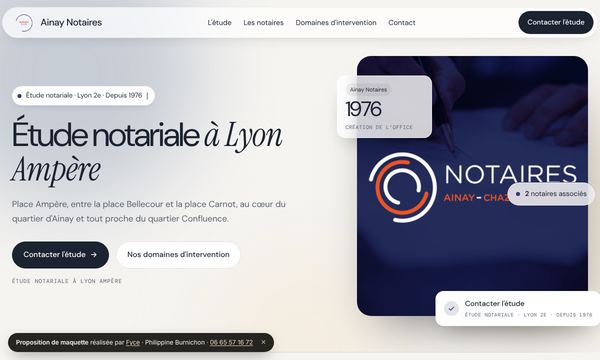 Ainay Notaires
L'étude
Les notaires
Domaines d'intervention
Contact
Contacter l'étude
Étude notariale · Lyon 2e · Depuis 1976 |
Étude notariale à Lyon
Ampère
Place Ampère, entre la place Bellecour et la place Carnot, au cœur du
quartier d'Ainay et tout proche du quartier Confluence.
Contacter l'étude →
Nos domaines d'intervention
ÉTUDE NOTARIALE À LYON AMPÈRE
Ainay Notaires
1976
CRÉATION DE L'OFFICE
NOTAIRES
AINAY - CHAZ
2 notaires associés
Contacter l'étude
ÉTUDE NOTARIALE · LYON 2E · DEPUIS 1976
Proposition de maquette réalisée par Fyce · Philippine Burnichon · 06 65 57 16 72 ×